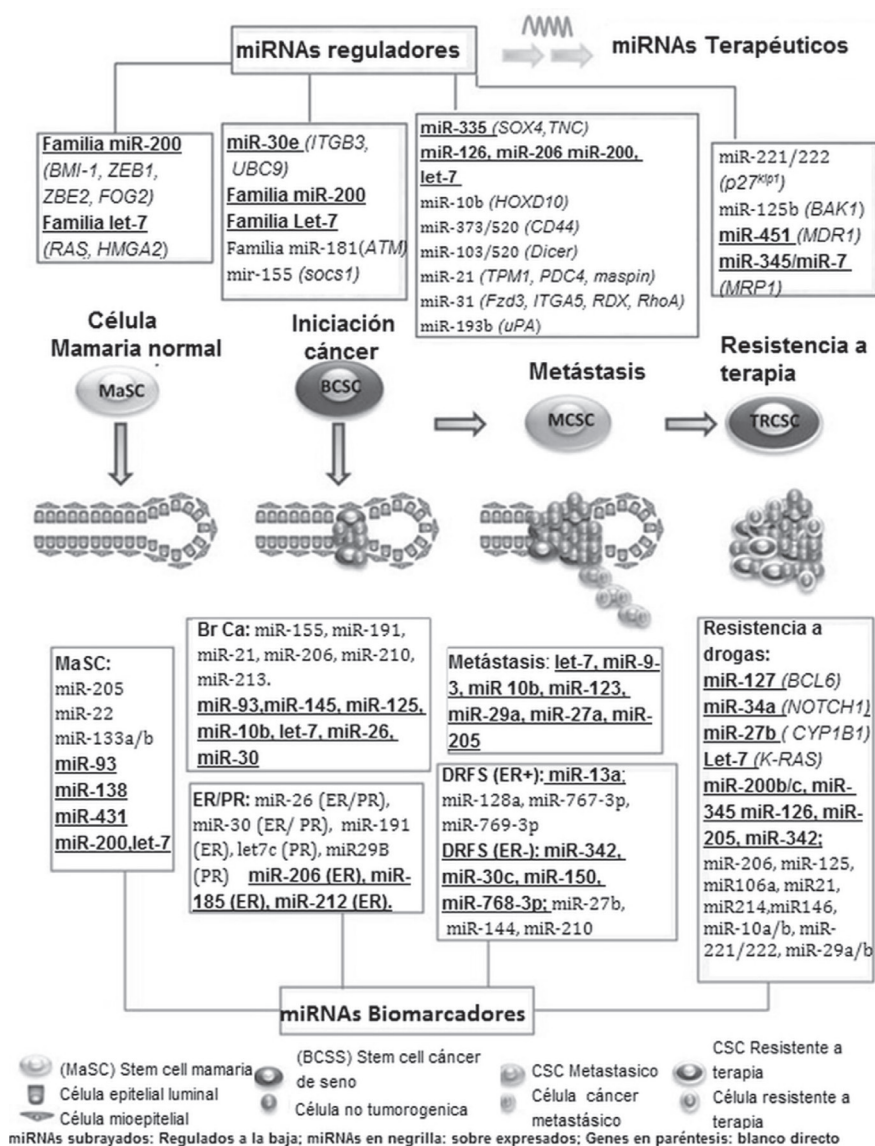 miRNAs reguladores
miRNAs Terapéuticos
Familia miR-200
(BMI-1, ZEB1,
ZBE2, FOG2)
Familia let-7
(RAS, HMGA2)
miR-30e (ITGB3,
UBC9)
Familia miR-200
Familia Let-7
Familia miR-181(ATM)
mir-155 (socs1)
miR-335 (SOX4,TNC)
miR-126, miR-206 miR-200,
let-7
miR-10b (HOXD10)
miR-373/520 (CD44)
miR-103/520 (Dicer)
miR-21 (TPM1, PDC4, maspin)
miR-31 (Fzd3, ITGA5, RDX, RhoA)
miR-193b (uPA)
miR-221/222
(p27kip1)
miR-125b (BAK1)
miR-451 (MDR1)
miR-345/miR-7
(MRP1)
Célula
Mamaria normal
Iniciación
cáncer
Metástasis
Resistencia a
terapia
MaSC
BCSC
MCSC
TRCSC
MaSC:
miR-205
miR-22
miR-133a/b
miR-93
miR-138
miR-431
miR-200,let-7
Br Ca: miR-155, miR-191,
miR-21, miR-206, miR-210,
miR-213.
miR-93,miR-145, miR-125,
miR-10b, let-7, miR-26,
miR-30
ER/PR: miR-26 (ER/PR),
miR-30 (ER/ PR), miR-191
(ER), let7c (PR), miR29B
(PR) miR-206 (ER), miR-
185 (ER), miR-212 (ER).
Metástasis: let-7, miR-9-
3, miR 10b, miR-123,
miR-29a, miR-27a, miR-
205
DRFS (ER+): miR-13a;
miR-128a, miR-767-3p,
miR-769-3p
DRFS (ER-): miR-342,
miR-30c, miR-150,
miR-768-3p; miR-27b,
miR-144, miR-210
Resistencia a
drogas:
miR-127 (BCL6)
miR-34a (NOTCH1)
miR-27b ( CYP1B1)
Let-7 (K-RAS)
miR-200b/c, miR-
345 miR-126, miR-
205, miR-342;
miR-206, miR-125,
miR106a, miR21,
miR214,miR146,
miR-10a/b, miR-
221/222, miR-29a/b
miRNAs Biomarcadores
(MaSC) Stem cell mamaria
Célula epitelial luminal
Célula mioepitelial
(BCSS) Stem cell cáncer
de seno
Célula no tumorogenica
CSC Metastasico
Célula cáncer
metastásico
CSC Resistente a
terapia
Célula resistente a
terapia
miRNAs subrayados: Regulados a la baja; miRNAs en negrilla: sobre expresados; Genes en paréntesis: blanco directo